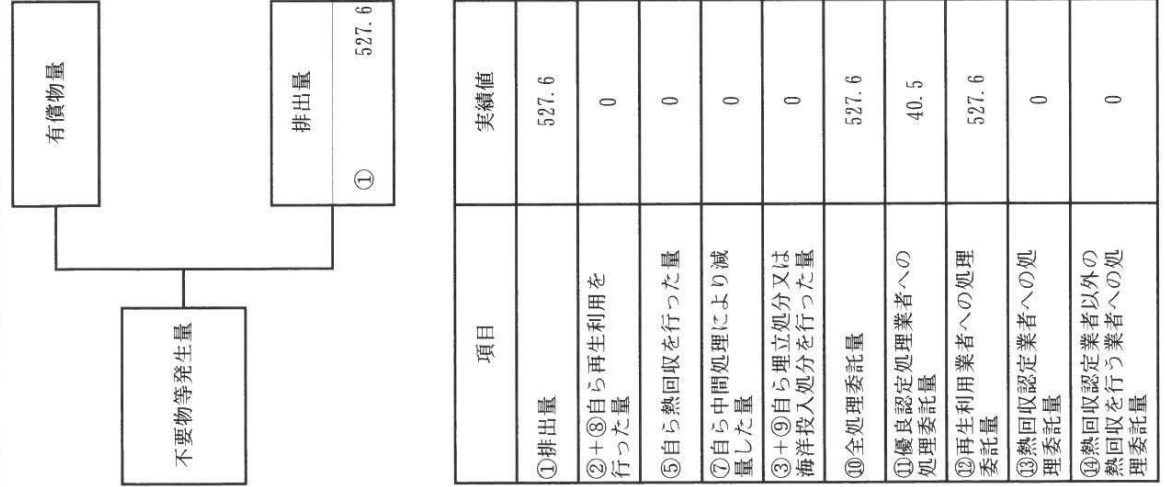 不要物等発生量
有償物量
排出量
① 527.6
項目 実績値
①排出量 527.6
②+⑧自ら再生利用を
行った量 0
⑤自ら熱回収を行った量 0
⑦自ら中間処理により減
量した量 0
③+⑨自ら埋立処分又は
海洋投入処分を行った量 0
⑩全処理委託量 527.6
⑪優良認定処理業者への
処理委託量 40.5
⑫再生利用業者への処理
委託量 527.6
⑬熱回収認定業者への処
理委託量 0
⑭熱回収認定業者以外の
熱回収を行う業者への処
理委託量 0